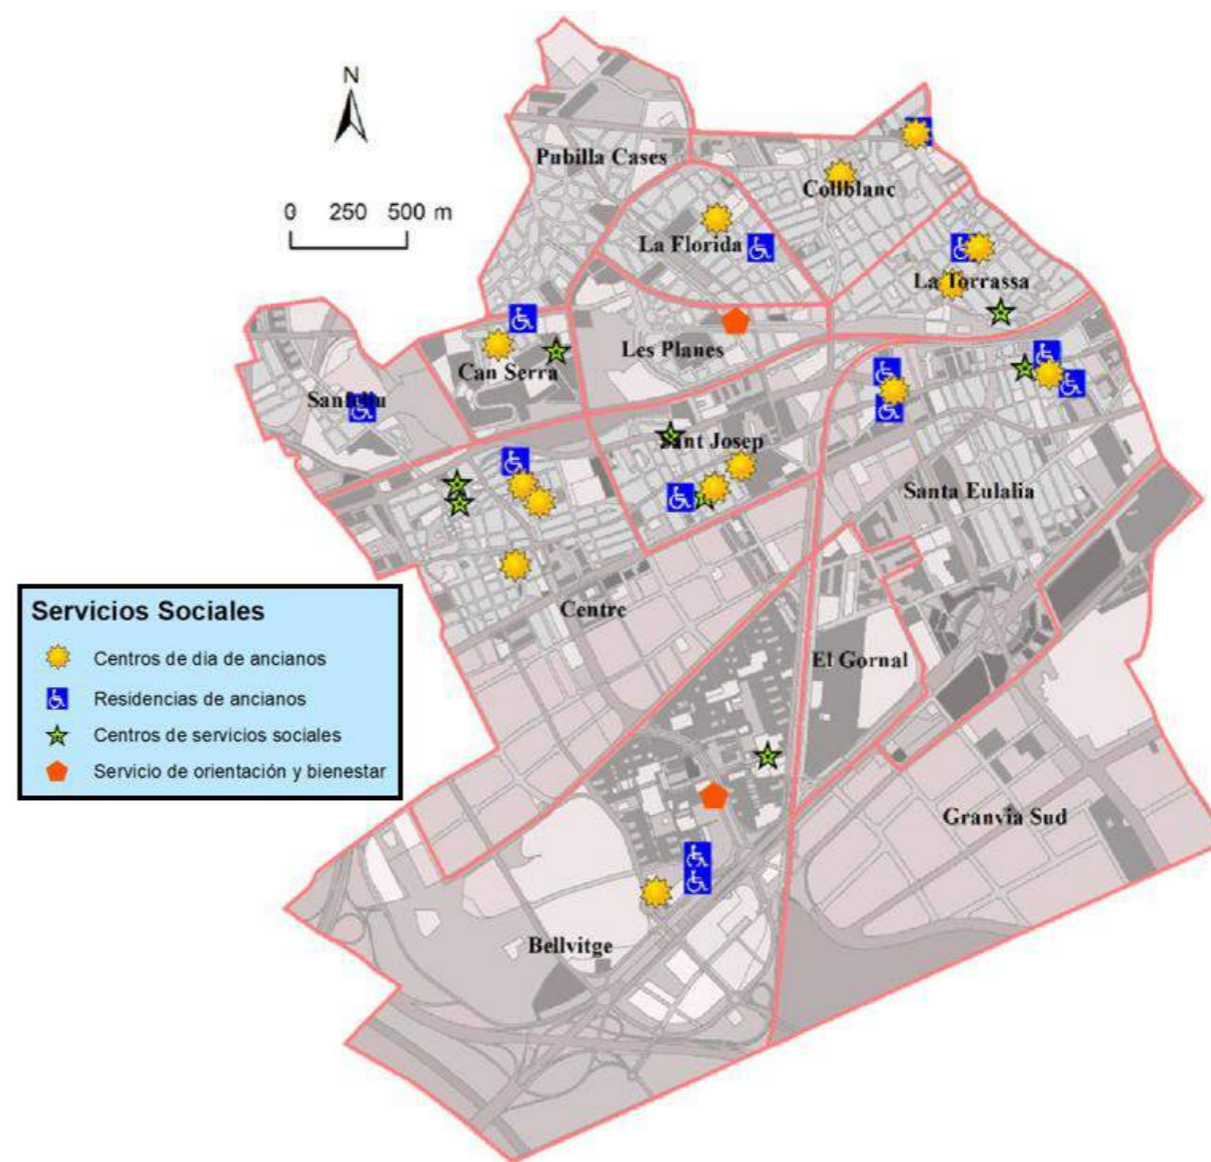 N
0 250 500 m
Pubilla Cases
Collblanc
La Florida
La Torrassa
Les Planes
Can Serra
Sant Josep
Santa Eulalia
Centre
El Gornal
Granvia Sud
Bellvitge
Servicios Sociales
Centros de dia de ancianos
Residencias de ancianos
Centros de servicios sociales
Servicio de orientación y bienestar